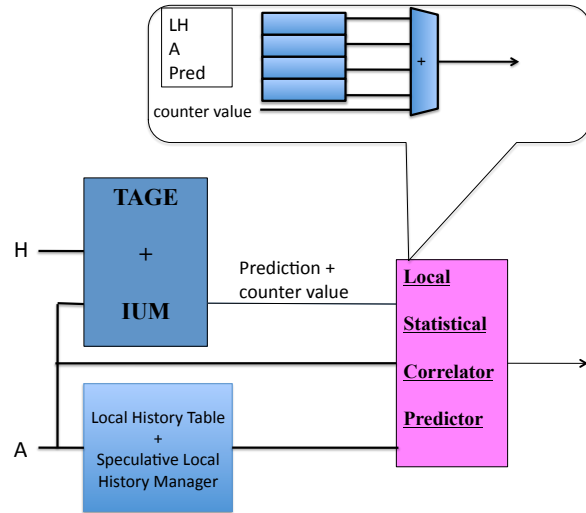 LH
A
Pred
+
counter value
TAGE
+
IUM
H
Prediction +
counter value
Local
Statistical
Correlator
Predictor
A
Local History Table
+
Speculative Local
History Manager